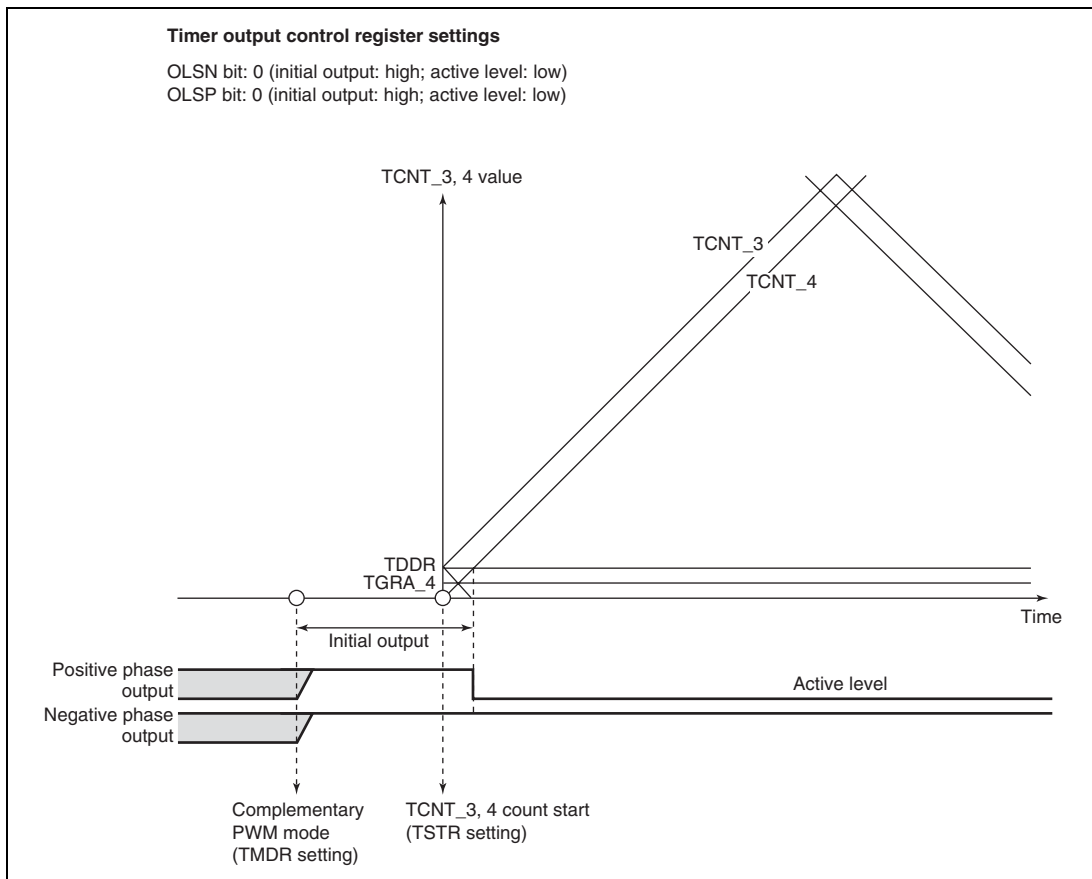 Timer output control register settings
OLSN bit: 0 (initial output: high; active level: low)
OLSP bit: 0 (initial output: high; active level: low)
TCNT_3, 4 value
TCNT_3
TCNT_4
TDDR
TGRA_4
Time
Initial output
Positive phase
output
Active level
Negative phase
output
Complementary
PWM mode
(TMDR setting)
TCNT_3, 4 count start
(TSTR setting)